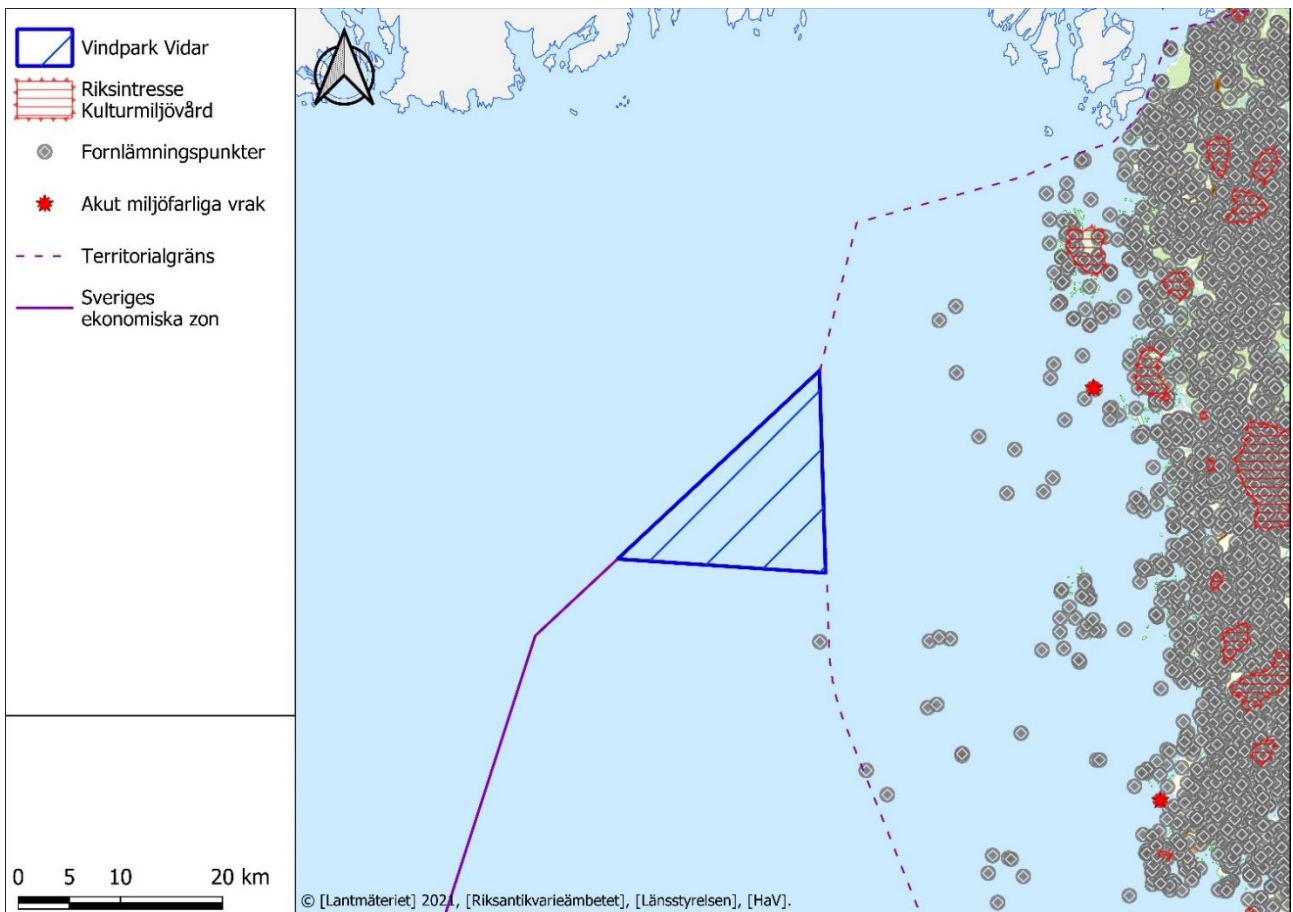 Vindpark Vidar
Riksintresse
Kulturmiljövård
Fornlämningspunkter
Akut miljöfarliga vrak
Territorialgräns
Sveriges
ekonomiska zon
0 5 10 20 km
© [Lantmäteriet] 2021, [Riksantikvarieämbetet], [Länsstyrelsen], [HaV].